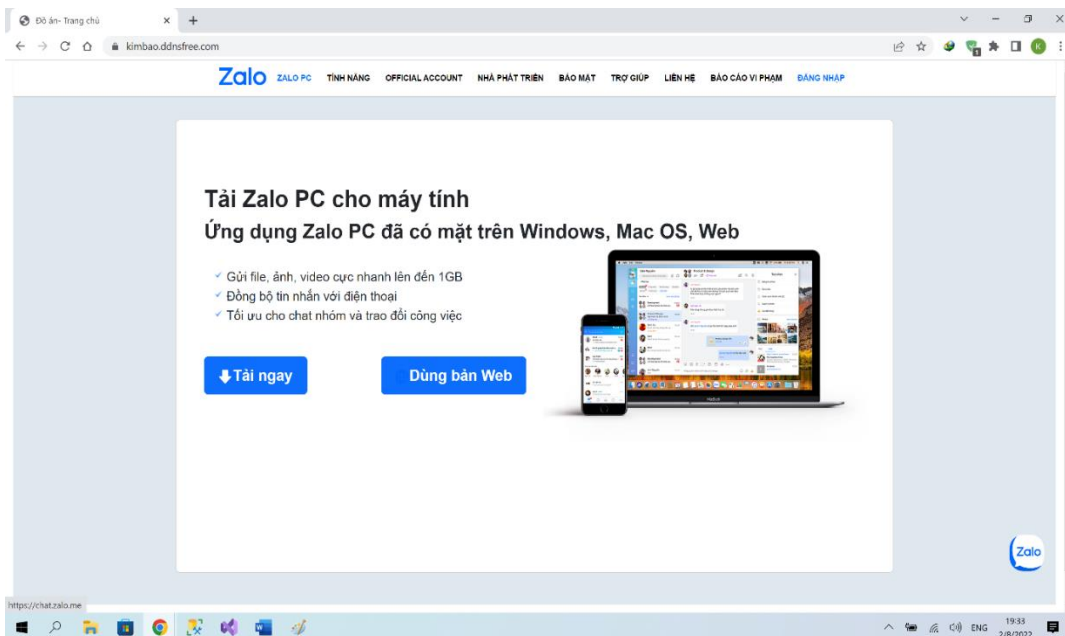 Đồ án- Trang chủ
kimbao.ddnsfree.com
K
Zalo ZALO PC TÍNH NĂNG OFFICIAL ACCOUNT NHÀ PHÁT TRIỂN BẢO MẬT TRỢ GIÚP LIÊN HỆ BÁO CÁO VI PHẠM ĐĂNG NHẬP
Tải Zalo PC cho máy tính
Ứng dụng Zalo PC đã có mặt trên Windows, Mac OS, Web
Gửi file, ảnh, video cực nhanh lên đến 1GB
Đồng bộ tin nhắn với điện thoại
Tối ưu cho chat nhóm và trao đổi công việc
Tải ngay
Dùng bản Web
Zalo
https://chat.zalo.me
ENG
19:33
2/8/2022